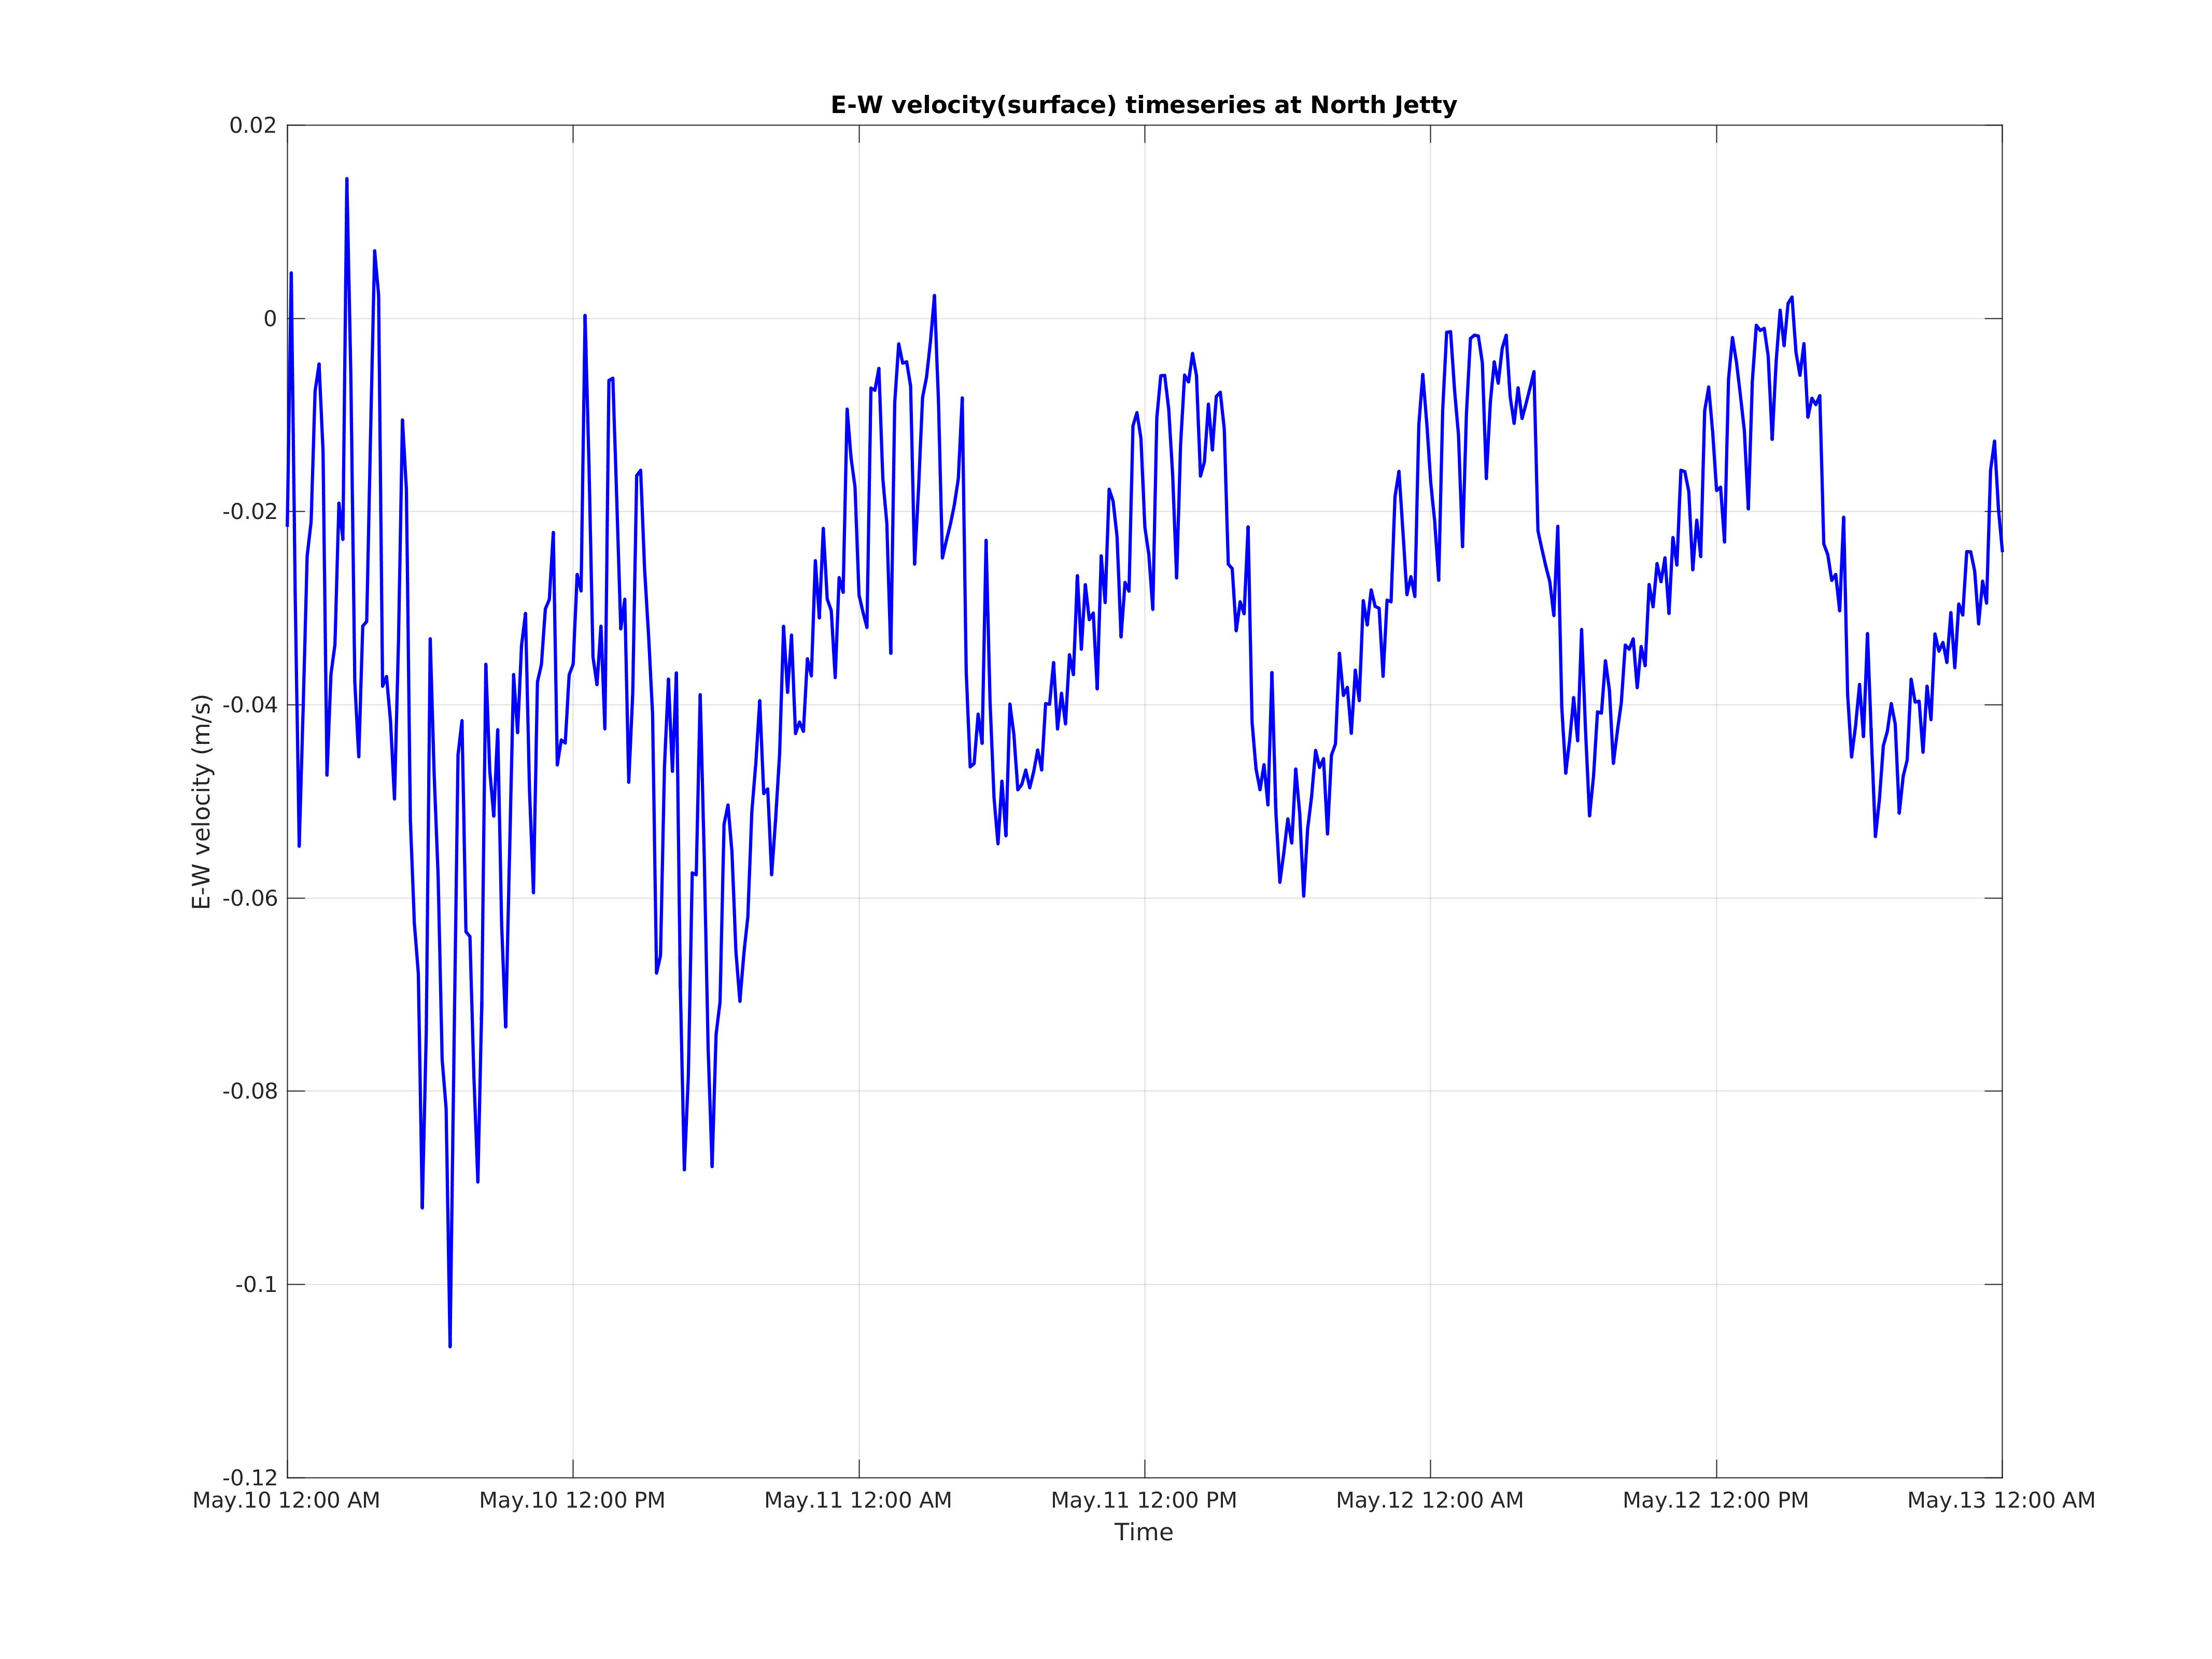 E-W velocity(surface) timeseries at North Jetty
0.02
0
-0.02
-0.04
-0.06
-0.08
-0.1
-0.12
E-W velocity (m/s)
May.10 12:00 AM May.10 12:00 PM May.11 12:00 AM May.11 12:00 PM May.12 12:00 AM May.12 12:00 PM May.13 12:00 AM
Time